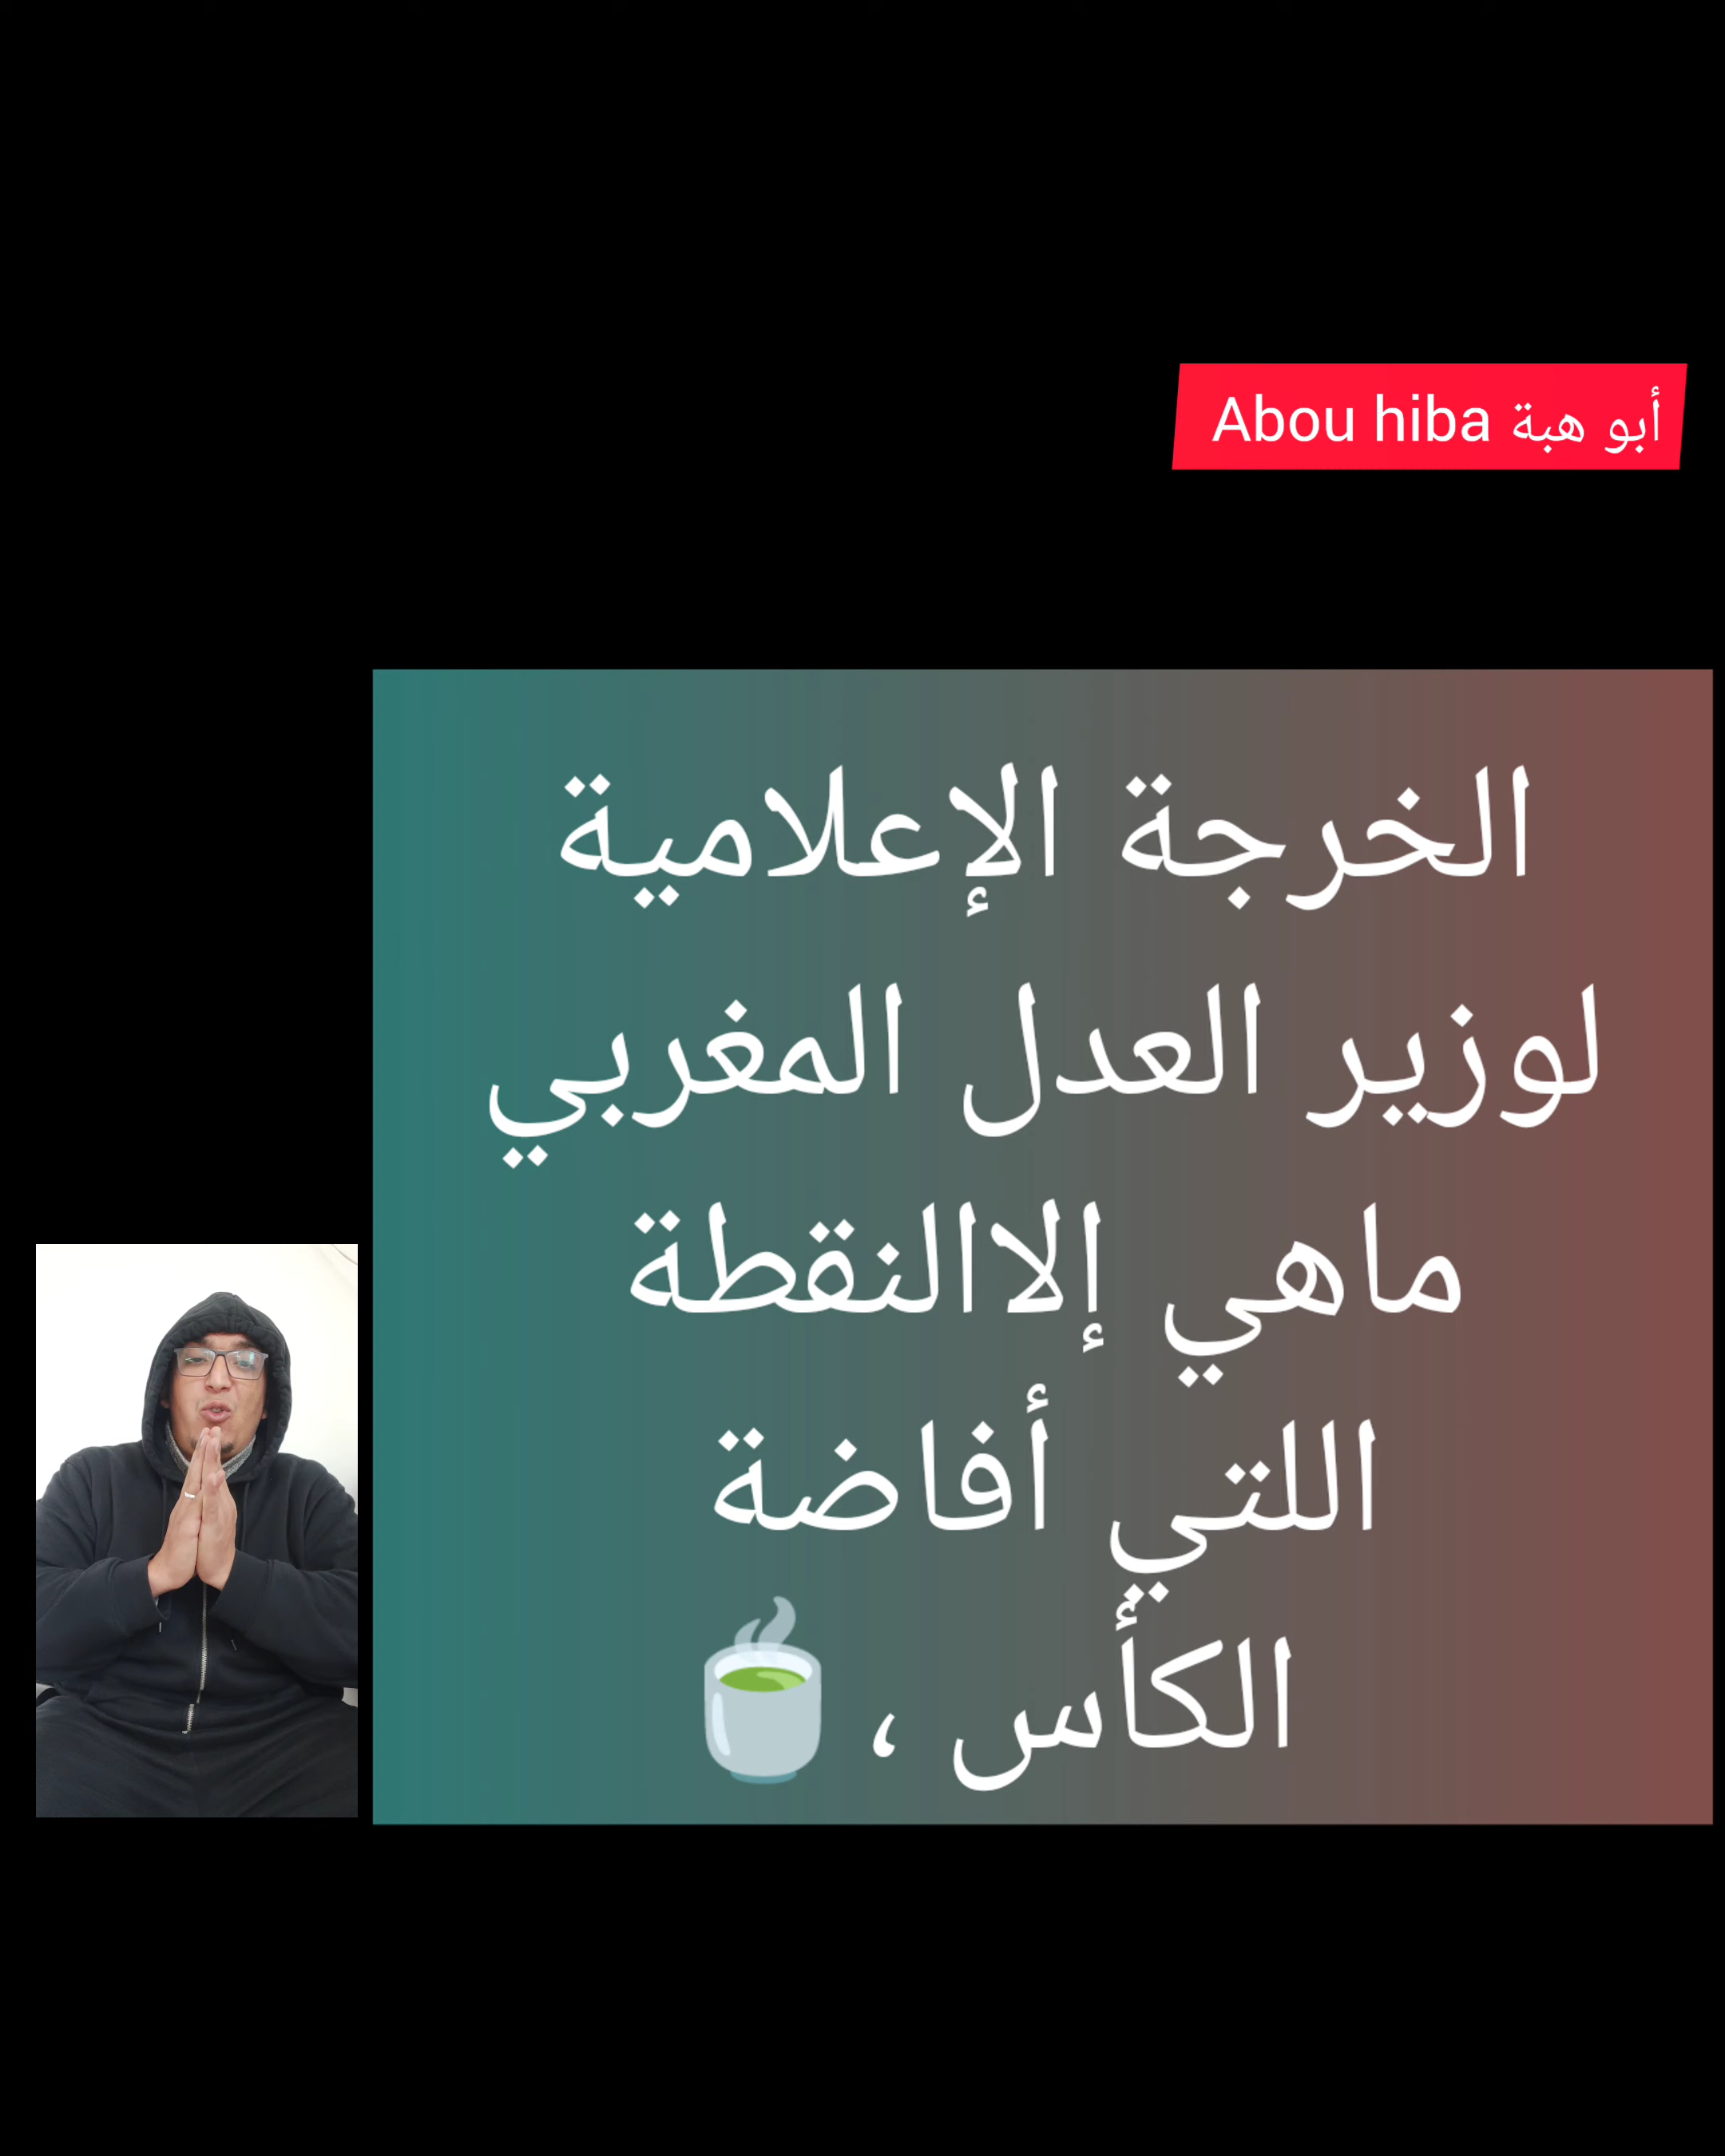 أبو هبة Abou hiba
الخرجة الإعلامية
لوزير العدل المغربي
ماهي إلاالنقطة
اللتي أفاضة
الكأس ، 🍵